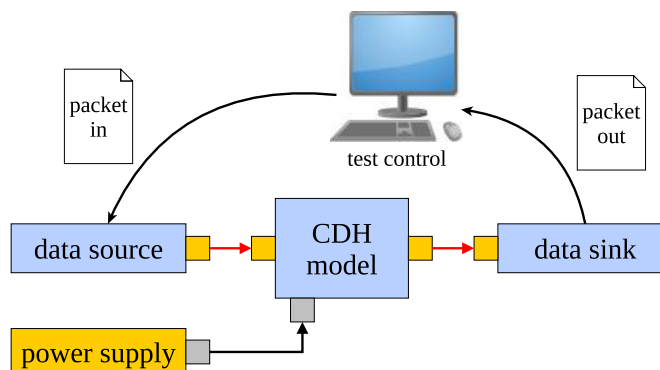 packet
in
test control
packet
out
data source
CDH
model
data sink
power supply